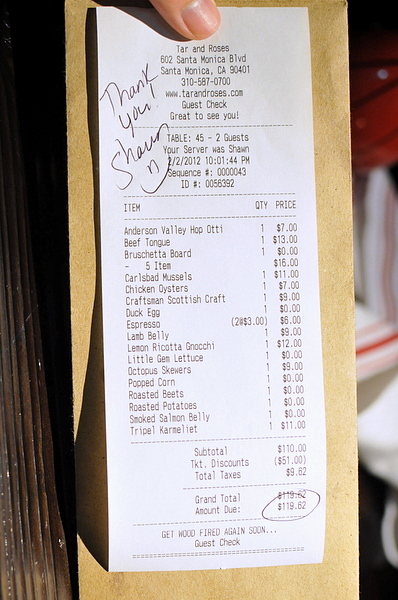 Tar and Roses
602 Santa Monica Blvd
Santa Monica, CA 90401
310-587-0700
www.tarandroses.com
Guest Check
Great to see you!
Thank
you!
Shawn
TABLE: 45 - 2 Guests
Your Server was Shawn
2/2/2012 10:01:44 PM
Sequence #: 0000043
ID #: 0056392
ITEM QTY PRICE
Anderson Valley Hop Otti 1 $7.00
Beef Tongue 1 $13.00
Bruschetta Board 1 $0.00
- 5 Item $16.00
Carlsbad Mussels 1 $11.00
Chicken Oysters 1 $7.00
Craftsman Scottish Craft 1 $9.00
Duck Egg 1 $0.00
Espresso (2@$3.00) $6.00
Lamb Belly 1 $9.00
Lemon Ricotta Gnocchi 1 $12.00
Little Gem Lettuce 1 $0.00
Octopus Skewers 1 $9.00
Popped Corn 1 $0.00
Roasted Beets 1 $0.00
Roasted Potatoes 1 $0.00
Smoked Salmon Belly 1 $0.00
Tripel Karmeliet 1 $11.00
Subtotal $110.00
Tkt. Discounts ($51.00)
Total Taxes $9.62
Grand Total $119.62
Amount Due: $119.62
GET WOOD FIRED AGAIN SOON...
Guest Check